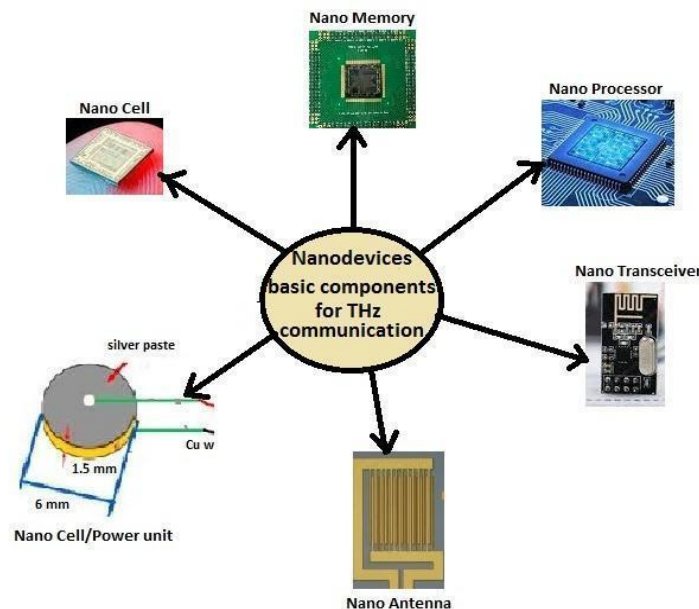 Nano Memory
Nano Cell
Nano Processor
Nanodevices
basic components
for THz
communication
Nano Transceiver
silver paste
Cu w
1.5 mm
6 mm
Nano Cell/Power unit
Nano Antenna